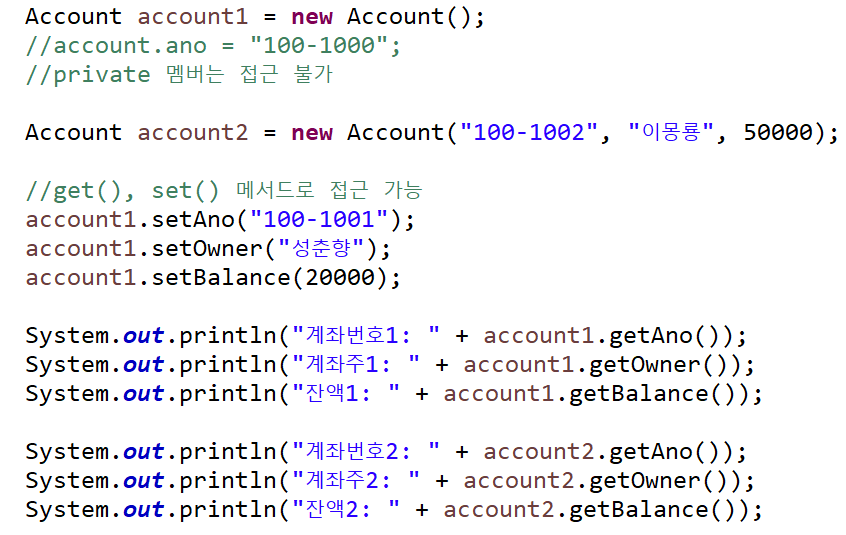 Account account1 = new Account();
//account.ano = "100-1000";
//private 멤버는 접근 불가
Account account2 = new Account("100-1002", "이몽룡", 50000);
//get(), set() 메서드로 접근 가능
account1.setAno("100-1001");
account1.setOwner("성춘향");
account1.setBalance(20000);
System.out.println("계좌번호1: " + account1.getAno());
System.out.println("계좌주1: " + account1.getOwner());
System.out.println("잔액1: " + account1.getBalance());
System.out.println("계좌번호2: " + account2.getAno());
System.out.println("계좌주2: " + account2.getOwner());
System.out.println("잔액2: " + account2.getBalance());